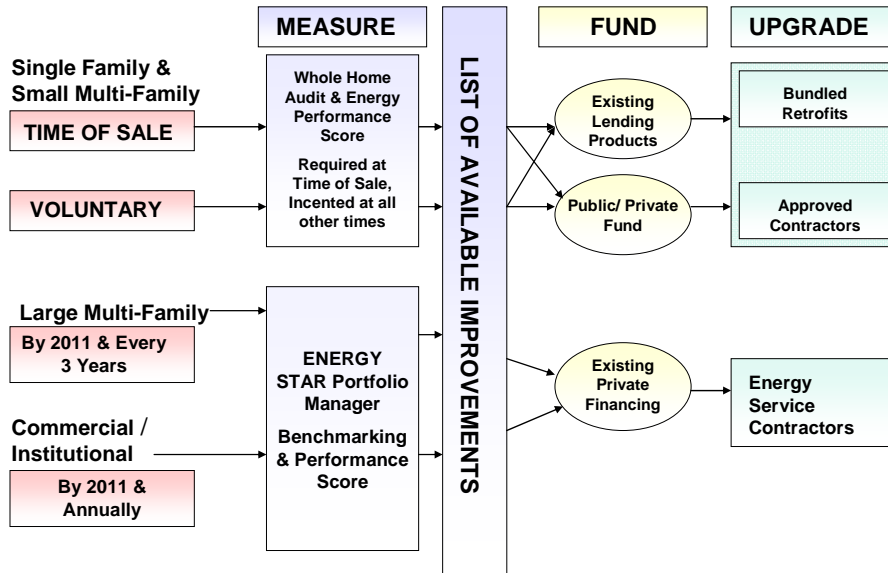 MEASURE
FUND
UPGRADE
Single Family &
Small Multi-Family
TIME OF SALE
VOLUNTARY
Whole Home
Audit & Energy
Performance
Score
Required at
Time of Sale,
Incented at all
other times
LIST OF AVAILABLE IMPROVEMENTS
Existing
Lending
Products
Public/ Private
Fund
Bundled
Retrofits
Approved
Contractors
Large Multi-Family
By 2011 & Every
3 Years
Commercial /
Institutional
By 2011 &
Annually
ENERGY
STAR Portfolio
Manager
Benchmarking
& Performance
Score
Existing
Private
Financing
Energy
Service
Contractors